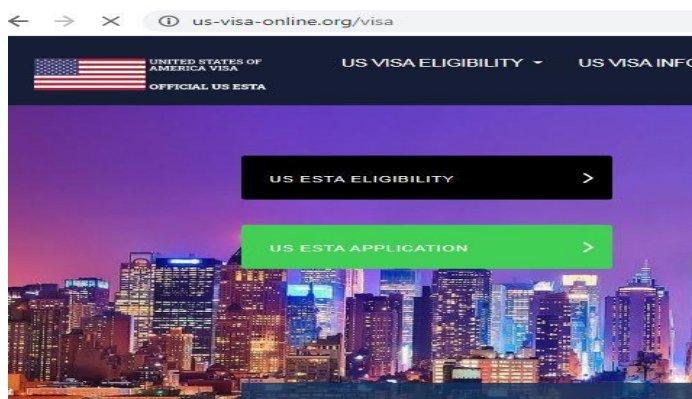 us-visa-online.org/visa
UNITED STATES OF
AMERICA VISA
OFFICIAL US ESTA
US VISA ELIGIBILITY
US VISA INFO
US ESTA ELIGIBILITY
US ESTA APPLICATION